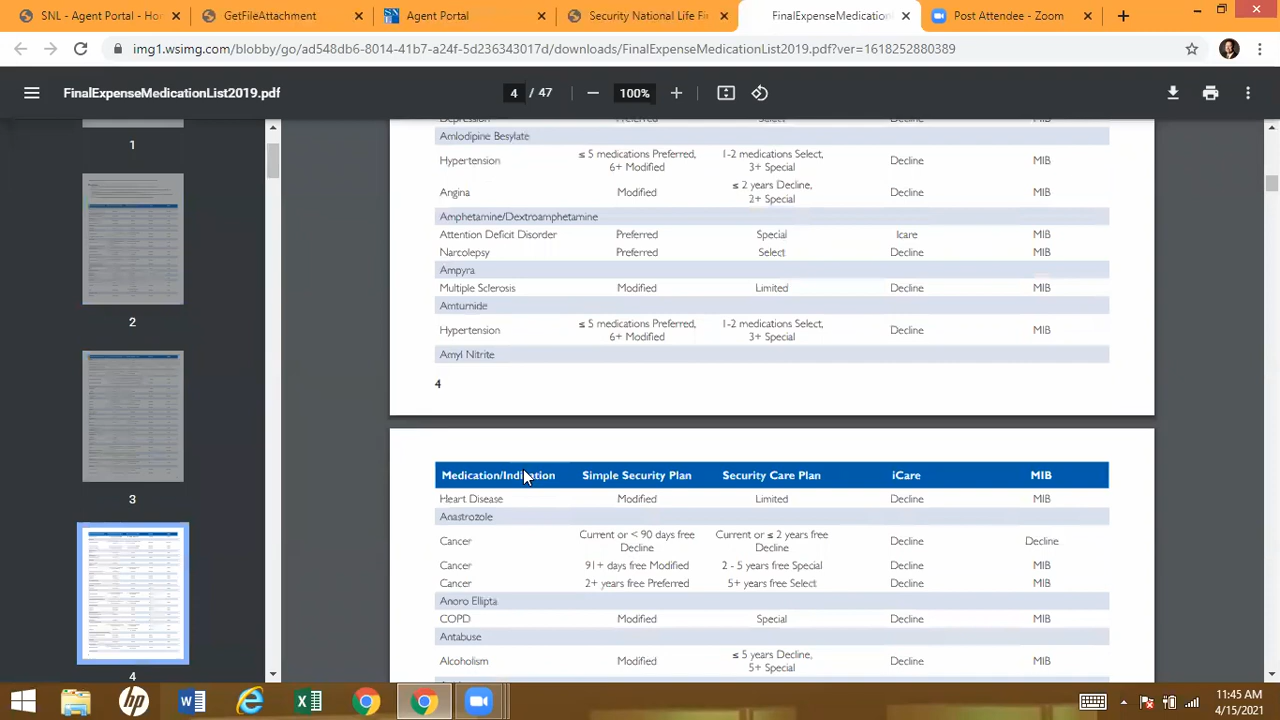 SNL - Agent Portal - Ho
GetFileAttachment
Agent Portal
Security National Life Fi
FinalExpenseMedication
Post Attendee - Zoom
img1.wsimg.com/blobby/go/ad548db6-8014-41b7-a24f-5d236343017d/downloads/FinalExpenseMedicationList2019.pdf?ver=1618252880389
FinalExpenseMedicationList2019.pdf
4 / 47
100%
1
2
3
4
Depression Preferred Select Decline MIB
Amlodipine Besylate
Hypertension ≤ 5 medications Preferred, 6+ Modified 1-2 medications Select, 3+ Special Decline MIB
Angina Modified ≤ 2 years Decline, 2+ Special Decline MIB
Amphetamine/Dextroamphetamine
Attention Deficit Disorder Preferred Special Icare MIB
Narcolepsy Preferred Select Decline MIB
Ampyra
Multiple Sclerosis Modified Limited Decline MIB
Amturnide
Hypertension ≤ 5 medications Preferred, 6+ Modified 1-2 medications Select, 3+ Special Decline MIB
Amyl Nitrite
4
Medication/Indication Simple Security Plan Security Care Plan iCare MIB
Heart Disease Modified Limited Decline MIB
Anastrozole
Cancer Current or < 90 days free Decline Current or ≤ 2 years free Decline Decline Decline
Cancer 91+ days free Modified 2 - 5 years free Special Decline MIB
Cancer 2+ years free Preferred 5+ years free Decline MIB
Anoro Ellipta
COPD Modified Special Decline MIB
Antabuse
Alcoholism Modified ≤ 5 years Decline, 5+ Special Decline MIB
11:45 AM
4/15/2021